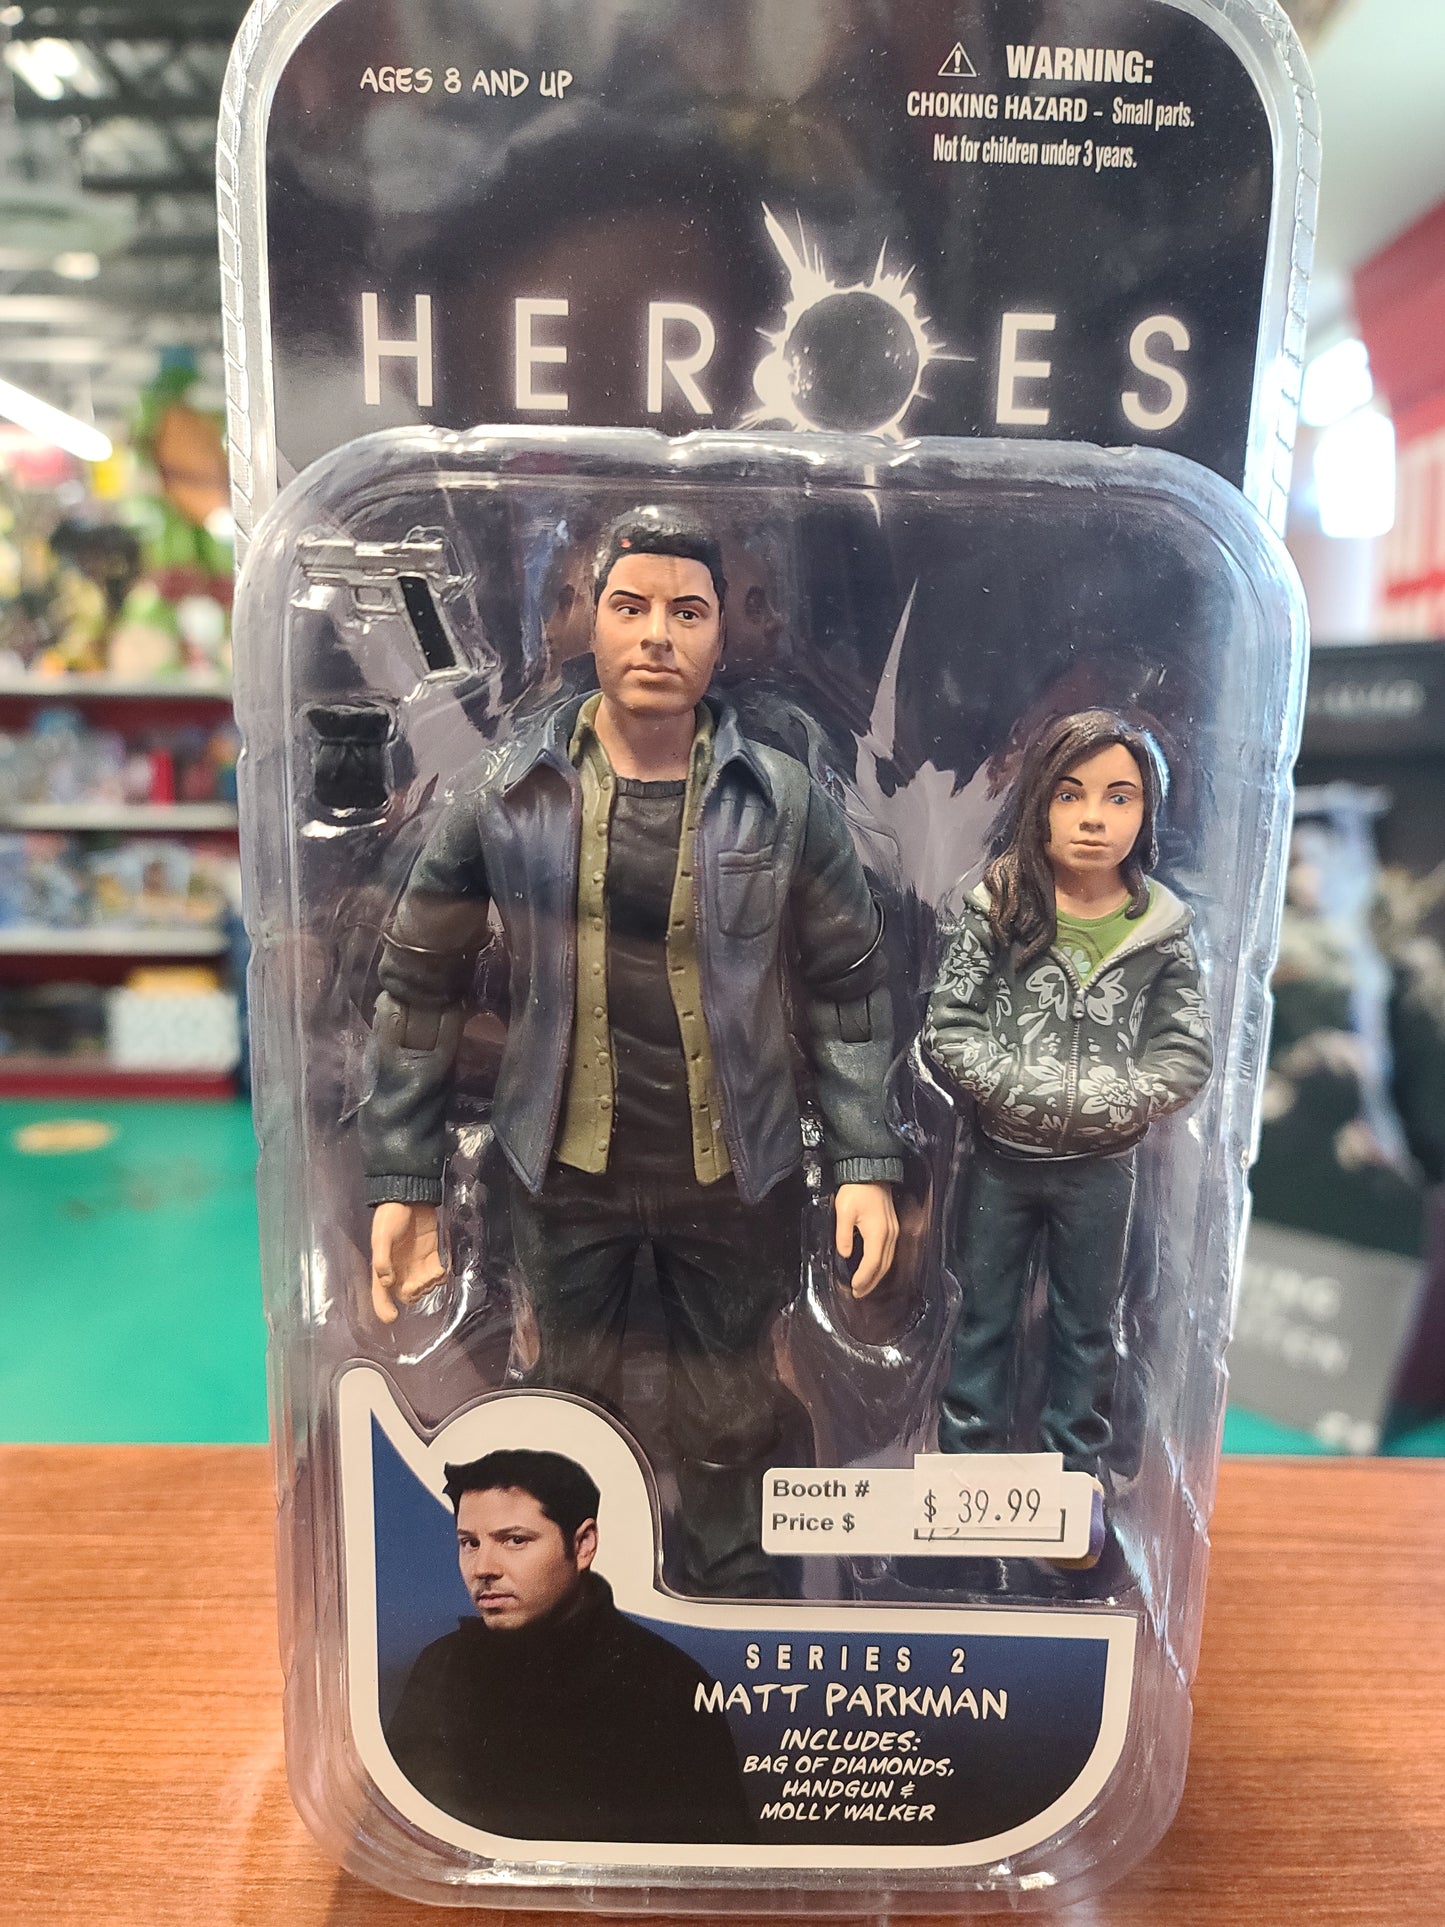 AGES 8 AND UP
WARNING:
CHOKING HAZARD - Small parts.
Not for children under 3 years.
HEROES
Booth #
Price $
$ 39.99
SERIES 2
MATT PARKMAN
INCLUDES:
BAG OF DIAMONDS,
HANDGUN &
MOLLY WALKER